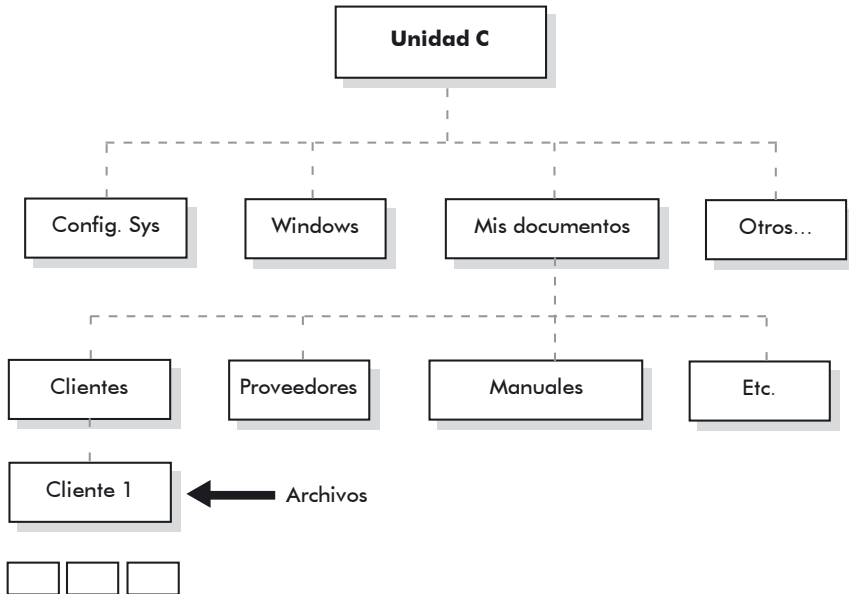 Unidad C
Config. Sys
Windows
Mis documentos
Otros...
Clientes
Proveedores
Manuales
Etc.
Cliente 1
Archivos